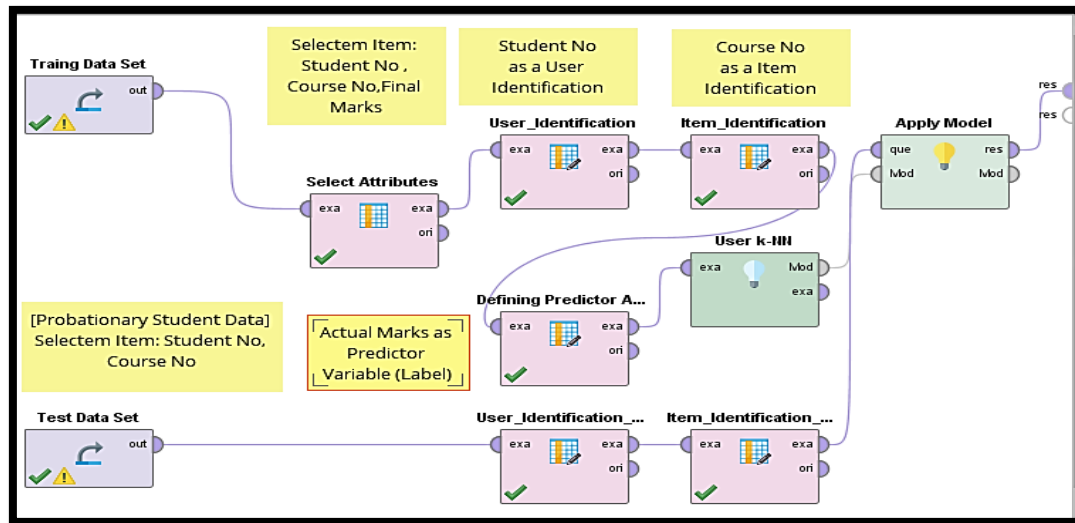 Traing Data Set
out
Selectem Item:
Student No ,
Course No,Final
Marks
Student No
as a User
Identification
Course No
as a Item
Identification
res
res
User_Identification
exa
exa
ori
Item_Identification
exa
exa
ori
Apply Model
que
res
Mod
Mod
Select Attributes
exa
exa
ori
User k-NN
exa
Mod
exa
Defining Predictor A...
exa
exa
ori
[Probationary Student Data]
Selectem Item: Student No,
Course No
Actual Marks as
Predictor
Variable (Label)
Test Data Set
out
User_Identification_...
exa
exa
ori
Item_Identification_...
exa
exa
ori